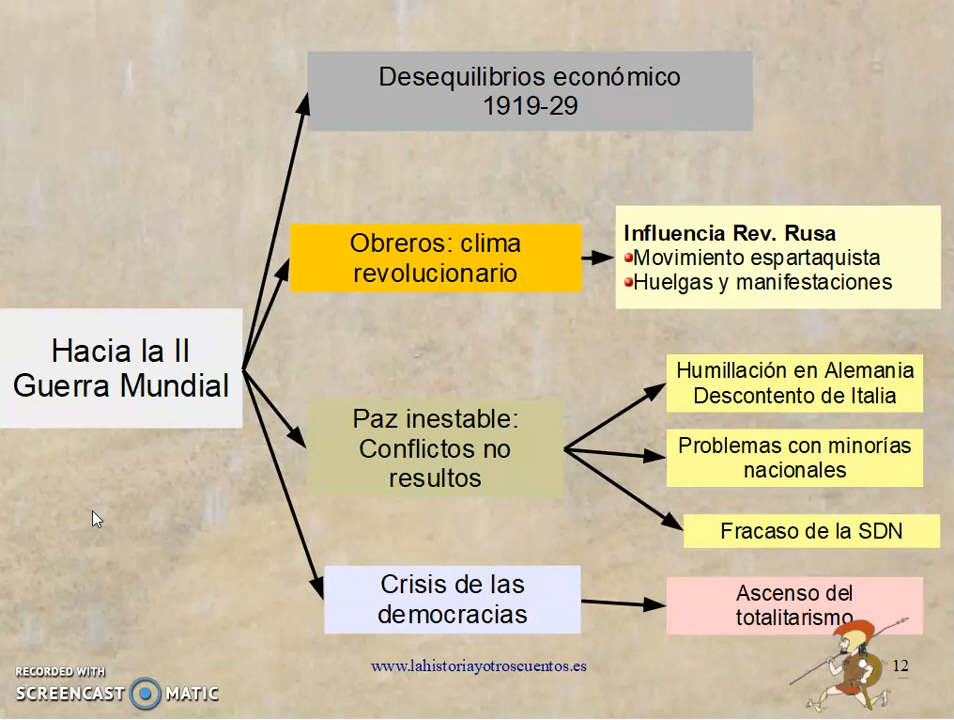 Desequilibrios económico
1919-29
Obreros: clima
revolucionario
Influencia Rev. Rusa
Movimiento espartaquista
Huelgas y manifestaciones
Hacia la II
Guerra Mundial
Paz inestable:
Conflictos no
resultos
Humillación en Alemania
Descontento de Italia
Problemas con minorías
nacionales
Fracaso de la SDN
Crisis de las
democracias
Ascenso del
totalitarismo
www.lahistoriayotroscuentos.es
12
RECORDED WITH
SCREENCAST MATIC